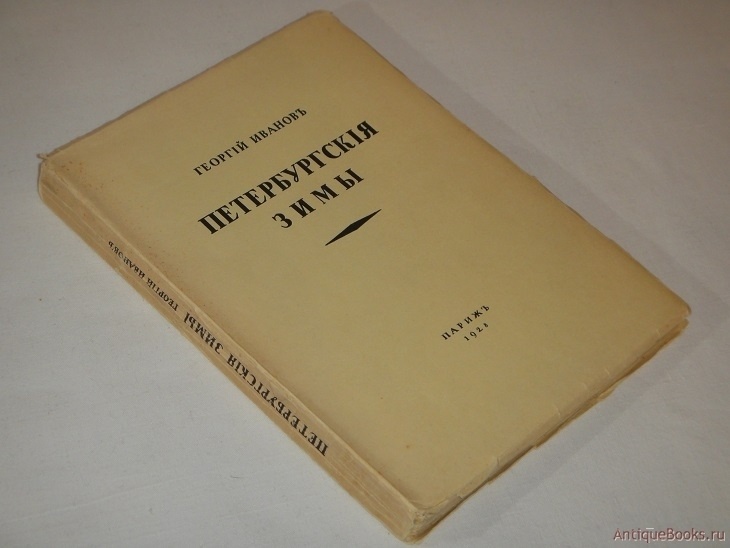 ГЕОРГІЙ ИВАНОВЪ
ПЕТЕРБУРГСКІЯ
ЗИМЫ
ПАРИЖЪ
1928
ПЕТЕРБУРГСКІЯ ЗИМЫ ГЕОРГІЙ ИВАНОВЪ
AntiqueBooks.ru